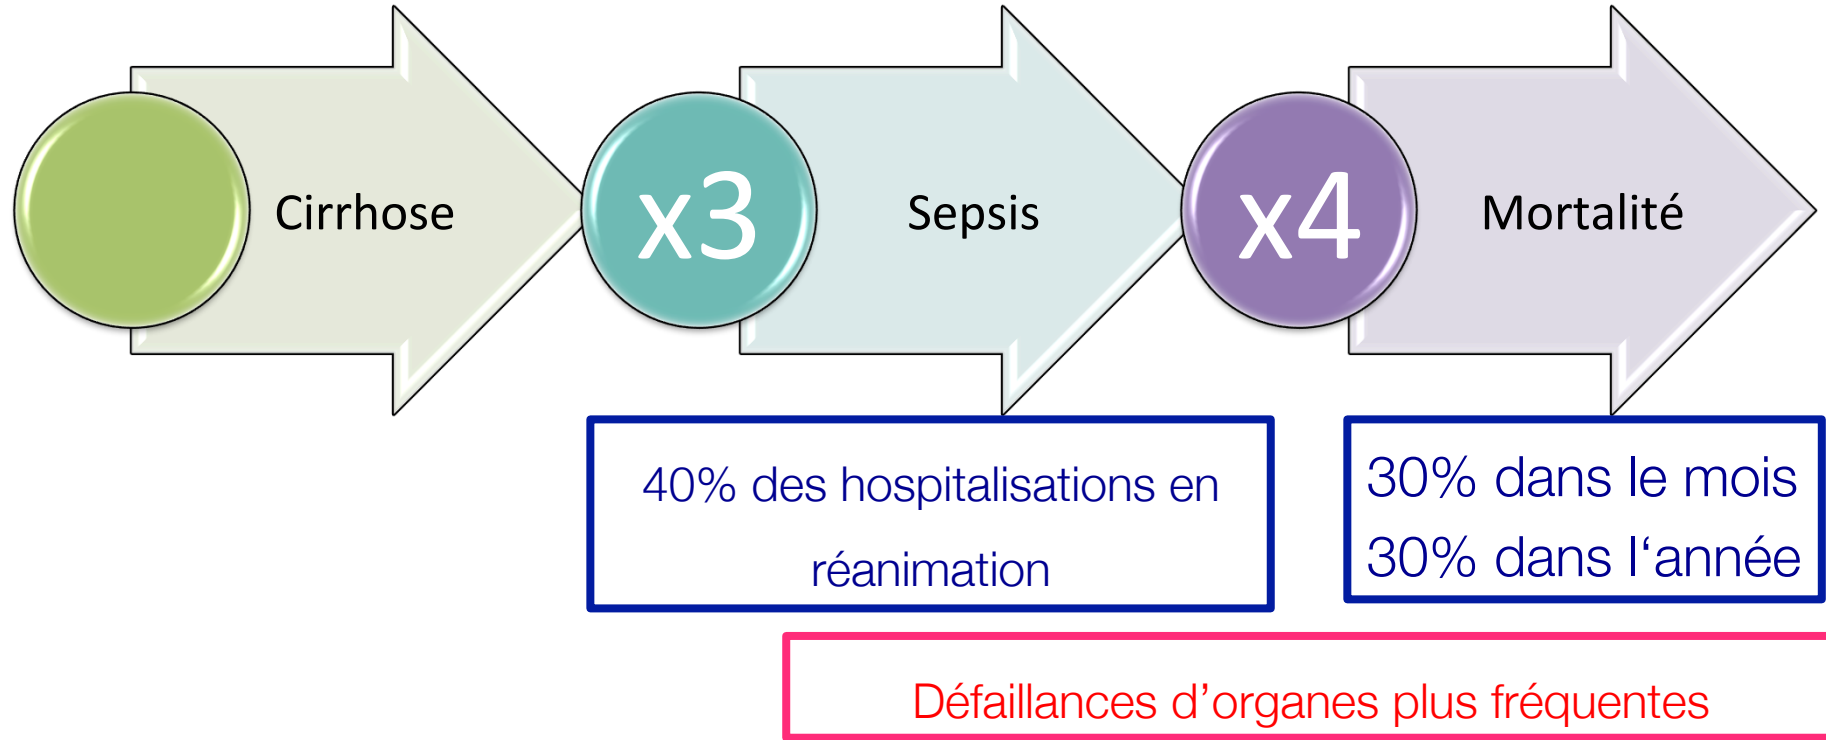 Cirrhose
x3
Sepsis
x4
Mortalité
40% des hospitalisations en
réanimation
30% dans le mois
30% dans l‘année
Défaillances d’organes plus fréquentes